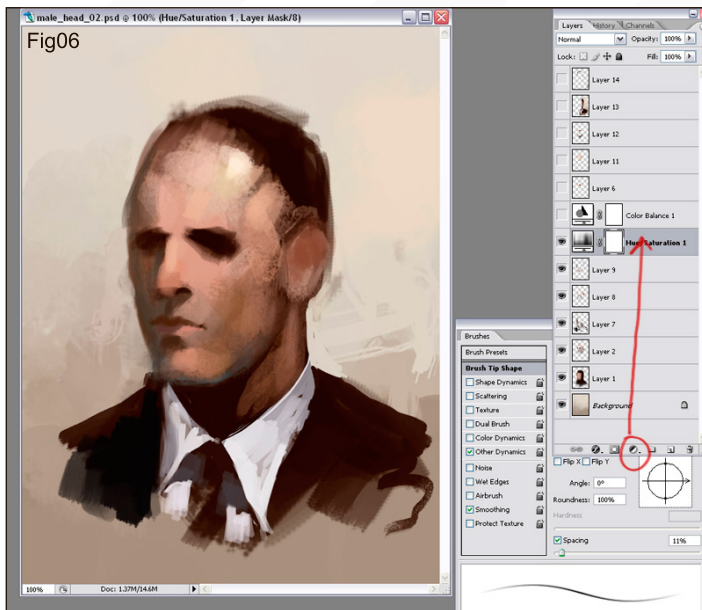 male_head_02.psd @ 100% (Hue/Saturation 1, Layer Mask/8)
Fig06
100%
Doc: 1.37M/14.6M
Layers
History
Channels
Normal
Opacity: 100%
Lock:
Fill: 100%
Layer 14
Layer 13
Layer 12
Layer 11
Layer 6
Color Balance 1
Hue/Saturation 1
Layer 9
Layer 8
Layer 7
Layer 2
Layer 1
Background
Brushes
Brush Presets
Brush Tip Shape
Shape Dynamics
Scattering
Texture
Dual Brush
Color Dynamics
Other Dynamics
Noise
Wet Edges
Airbrush
Smoothing
Protect Texture
Flip X
Flip Y
Angle: 0°
Roundness: 100%
Hardness
Spacing
11%